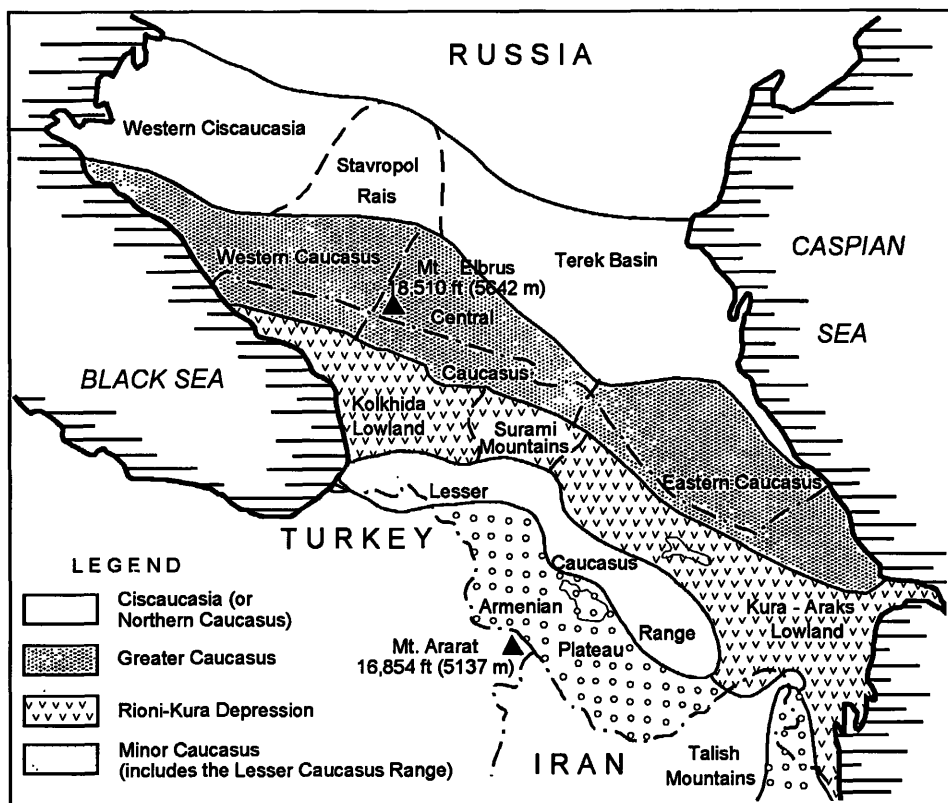 RUSSIA
Western Ciscaucasia
Stavropol
Rais
CASPIAN
SEA
Terek Basin
Western Caucasus
Mt. Elbrus
8.510 ft (5642 m)
Central
Caucasus
BLACK SEA
Kolkhida
Lowland
Surami
Mountains
Eastern Caucasus
Lesser
Caucasus
Range
TURKEY
Armenian
Plateau
Kura - Araks
Lowland
Mt. Ararat
16,854 ft (5137 m)
IRAN
Talish
Mountains
LEGEND
Ciscaucasia (or
Northern Caucasus)
Greater Caucasus
Rioni-Kura Depression
Minor Caucasus
(includes the Lesser Caucasus Range)